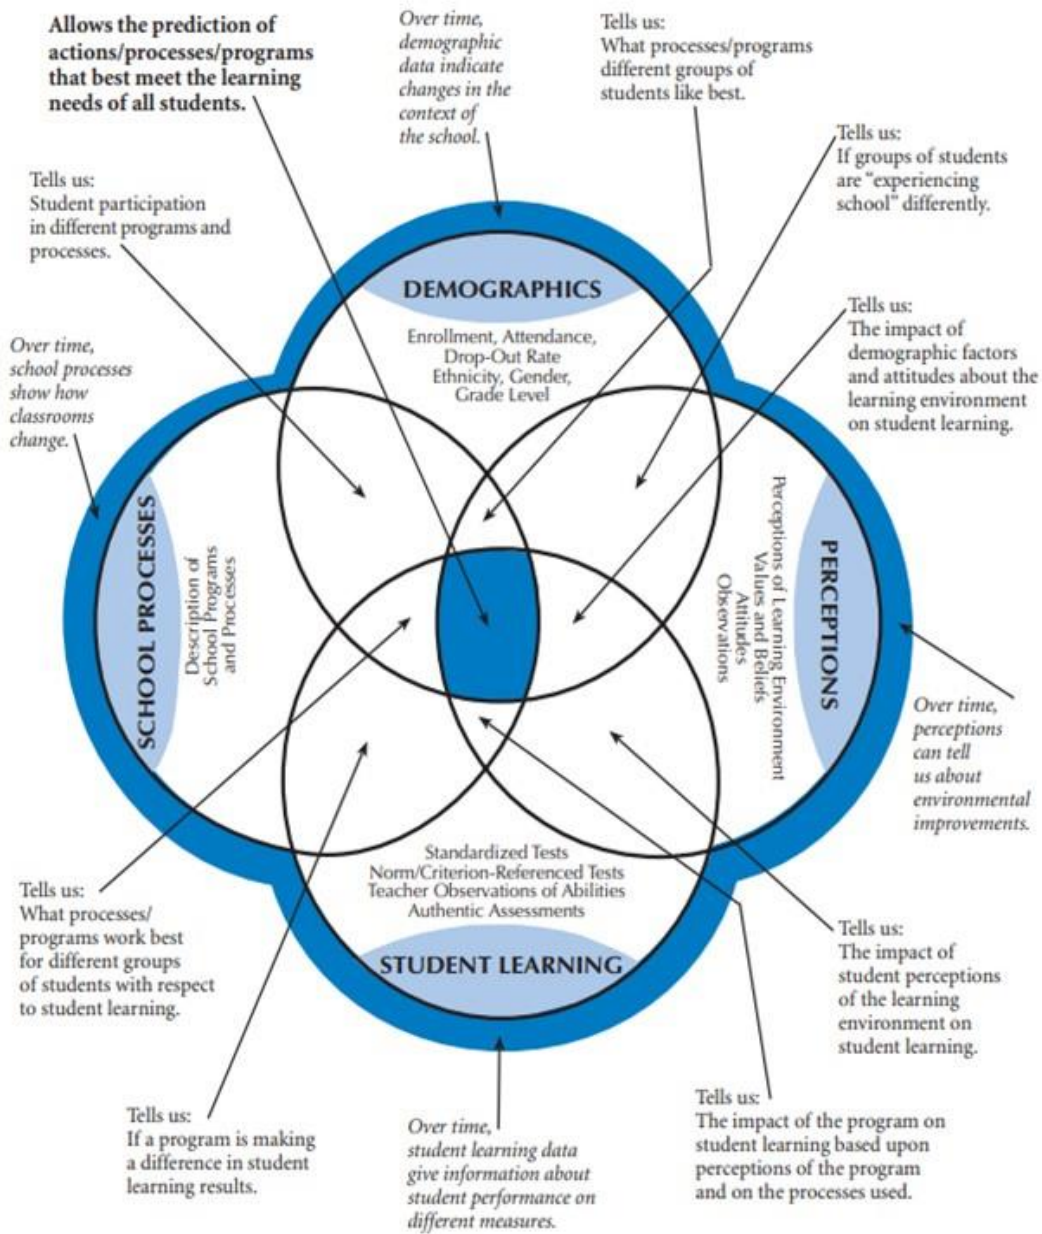 Allows the prediction of
actions/processes/programs
that best meet the learning
needs of all students.
Over time,
demographic
data indicate
changes in the
context of
the school.
Tells us:
What processes/programs
different groups of
students like best.
Tells us:
If groups of students
are “experiencing
school” differently.
Tells us:
Student participation
in different programs and
processes.
Tells us:
The impact of
demographic factors
and attitudes about the
learning environment
on student learning.
Over time,
school processes
show how
classrooms
change.
DEMOGRAPHICS
Enrollment, Attendance,
Drop-Out Rate
Ethnicity, Gender,
Grade Level
SCHOOL PROCESSES
Description of
School Programs
and Processes
PERCEPTIONS
Perceptions of Learning Environment
Values and Beliefs
Attitudes
Observations
Over time,
perceptions
can tell
us about
environmental
improvements.
Standardized Tests
Norm/Criterion-Referenced Tests
Teacher Observations of Abilities
Authentic Assessments
STUDENT LEARNING
Tells us:
What processes/
programs work best
for different groups
of students with respect
to student learning.
Tells us:
The impact of
student perceptions
of the learning
environment on
student learning.
Tells us:
If a program is making
a difference in student
learning results.
Over time,
student learning data
give information about
student performance on
different measures.
Tells us:
The impact of the program on
student learning based upon
perceptions of the program
and on the processes used.